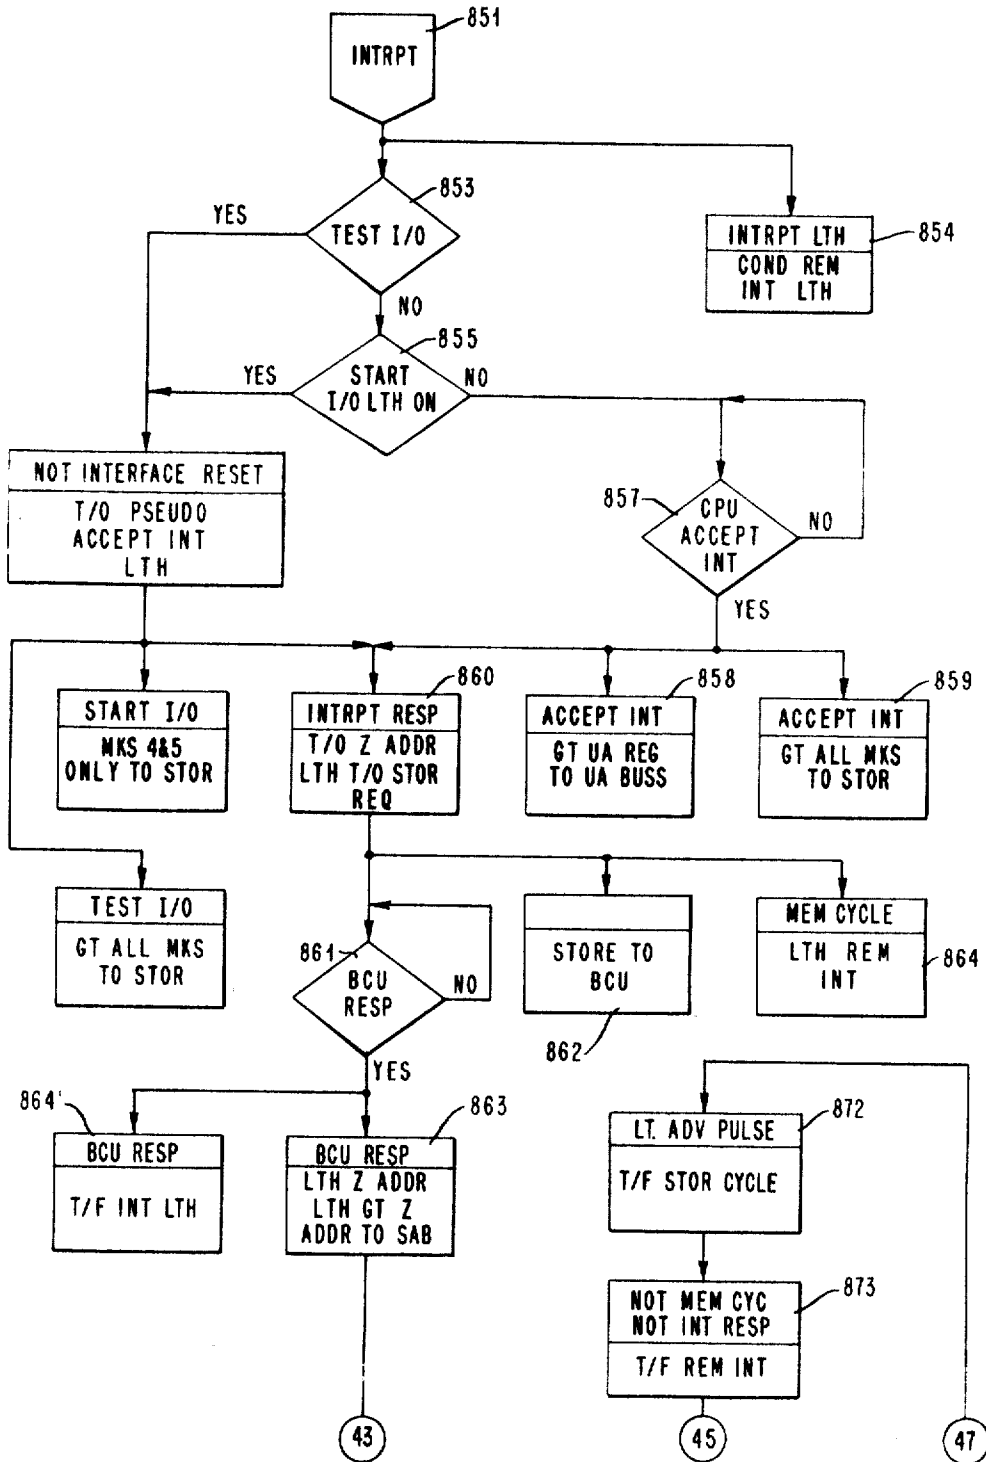 851
INTRPT
853
TEST I/O
YES
NO
INTRPT LTH
COND REM
INT LTH
854
855
START
I/O LTH ON
YES
NO
NOT INTERFACE RESET
T/O PSEUDO
ACCEPT INT
LTH
857
CPU
ACCEPT
INT
NO
YES
START I/O
MKS 4&5
ONLY TO STOR
860
INTRPT RESP
T/O Z ADDR
LTH T/O STOR
REQ
858
ACCEPT INT
GT UA REG
TO UA BUSS
859
ACCEPT INT
GT ALL MKS
TO STOR
TEST I/O
GT ALL MKS
TO STOR
861
BCU
RESP
NO
YES
STORE TO
BCU
862
MEM CYCLE
LTH REM
INT
864
864'
BCU RESP
T/F INT LTH
863
BCU RESP
LTH Z ADDR
LTH GT Z
ADDR TO SAB
872
LT. ADV PULSE
T/F STOR CYCLE
873
NOT MEM CYC
NOT INT RESP
T/F REM INT
43
45
47